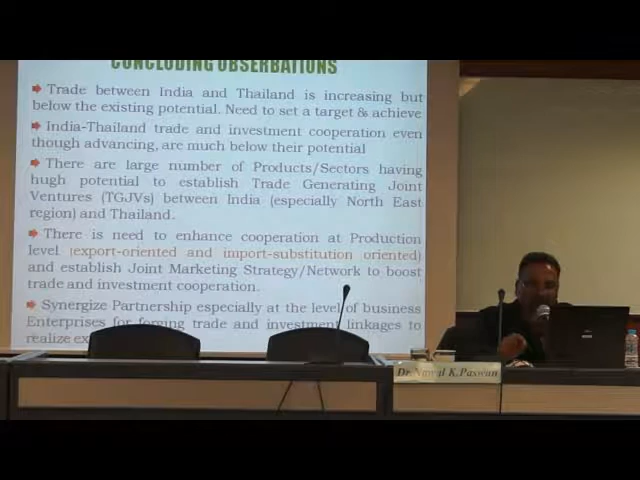 CONCLUDING OBSERBATIONS
Trade between India and Thailand is increasing but
below the existing potential. Need to set a target & achieve
India-Thailand trade and investment cooperation even
though advancing, are much below their potential
There are large number of Products/Sectors having
hugh potential to establish Trade Generating Joint
Ventures (TGJVs) between India (especially North East
region) and Thailand.
There is need to enhance cooperation at Production
level (export-oriented and import-substitution oriented)
and establish Joint Marketing Strategy/Network to boost
trade and investment cooperation.
Synergize Partnership especially at the level of business
Enterprises for forging trade and investment linkages to
realize
Dr. Nawal K. Paswan